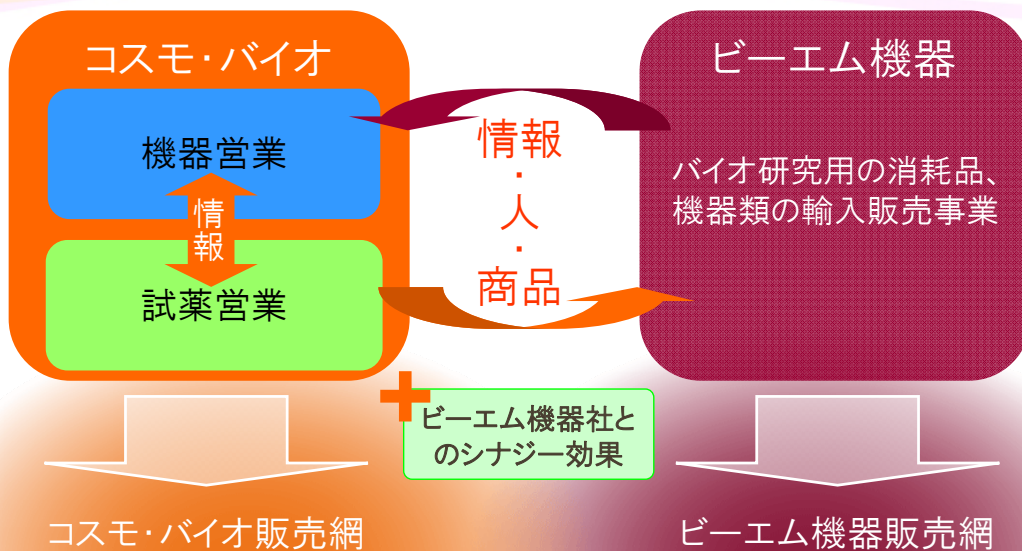 コスモ・バイオ
機器営業
情
報
試薬営業
情報
・
人
・
商品
ビーエム機器
バイオ研究用の消耗品、
機器類の輸入販売事業
ビーエム機器社と
のシナジー効果
コスモ・バイオ販売網
ビーエム機器販売網